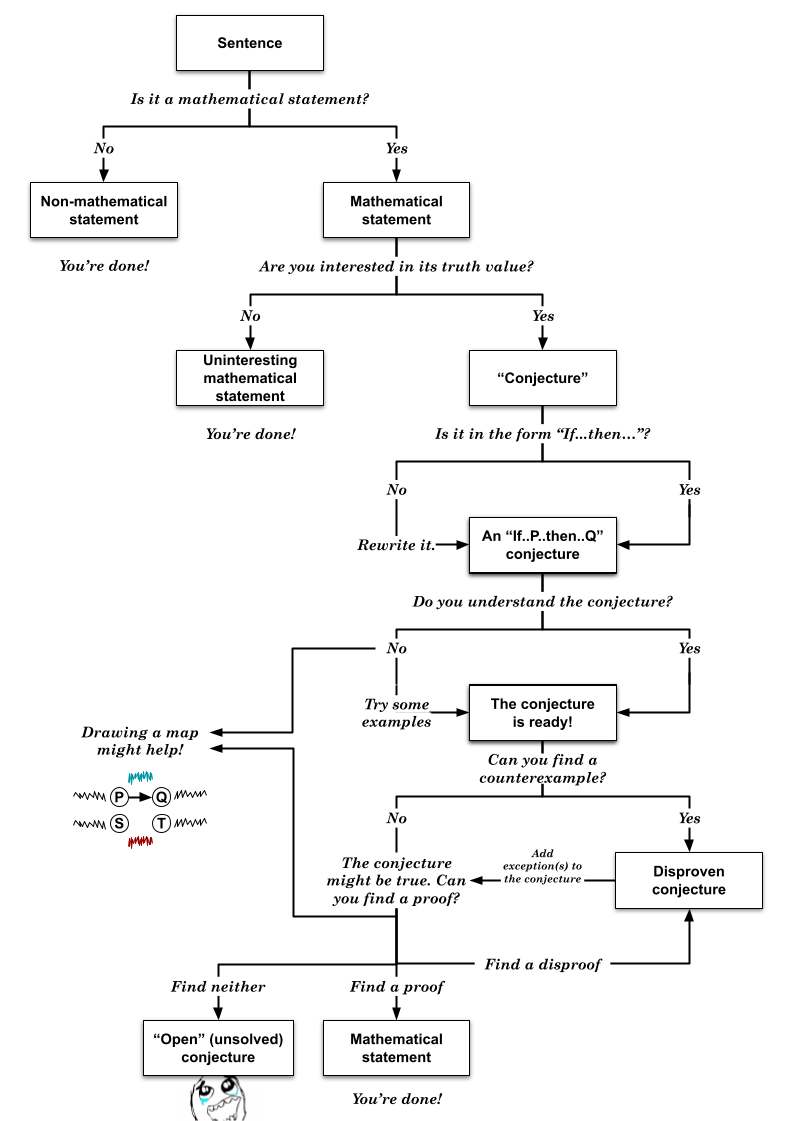 Sentence
Is it a mathematical statement?
No
Yes
Non-mathematical
statement
Mathematical
statement
You're done!
Are you interested in its truth value?
No
Yes
Uninteresting
mathematical
statement
“Conjecture”
You're done!
Is it in the form “If...then…”?
No
Yes
Rewrite it.
An “If..P..then..Q”
conjecture
Do you understand the conjecture?
No
Yes
Try some
examples
The conjecture
is ready!
Drawing a map
might help!
P
Q
S
T
Can you find a
counterexample?
No
Yes
The conjecture
might be true. Can
you find a proof?
Add
exception(s) to
the conjecture
Disproven
conjecture
Find a disproof
Find neither
Find a proof
“Open” (unsolved)
conjecture
Mathematical
statement
You're done!